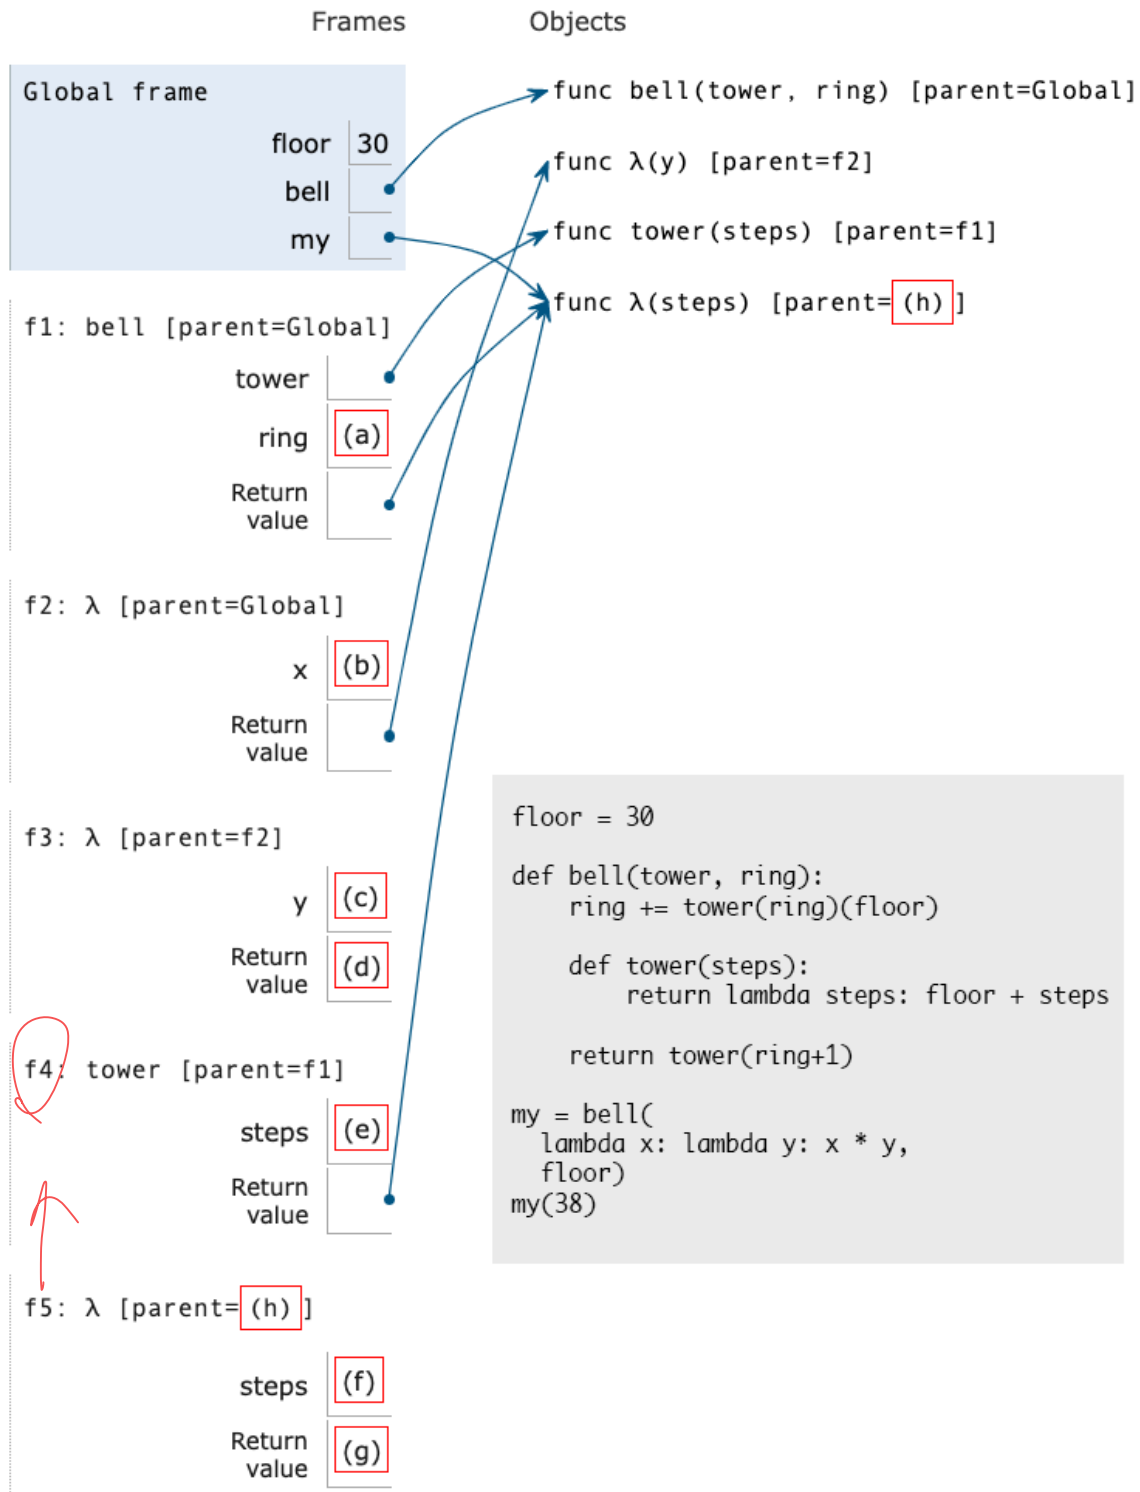 Frames Objects
Global frame
floor 30
bell
my
func bell(tower, ring) [parent=Global]
func λ(y) [parent=f2]
func tower(steps) [parent=f1]
func λ(steps) [parent= (h) ]
f1: bell [parent=Global]
tower
ring (a)
Return
value
f2: λ [parent=Global]
x (b)
Return
value
f3: λ [parent=f2]
y (c)
Return
value (d)
f4: tower [parent=f1]
steps (e)
Return
value
f5: λ [parent= (h) ]
steps (f)
Return
value (g)
floor = 30
def bell(tower, ring):
    ring += tower(ring)(floor)
    def tower(steps):
        return lambda steps: floor + steps
    return tower(ring+1)
my = bell(
  lambda x: lambda y: x * y,
  floor)
my(38)